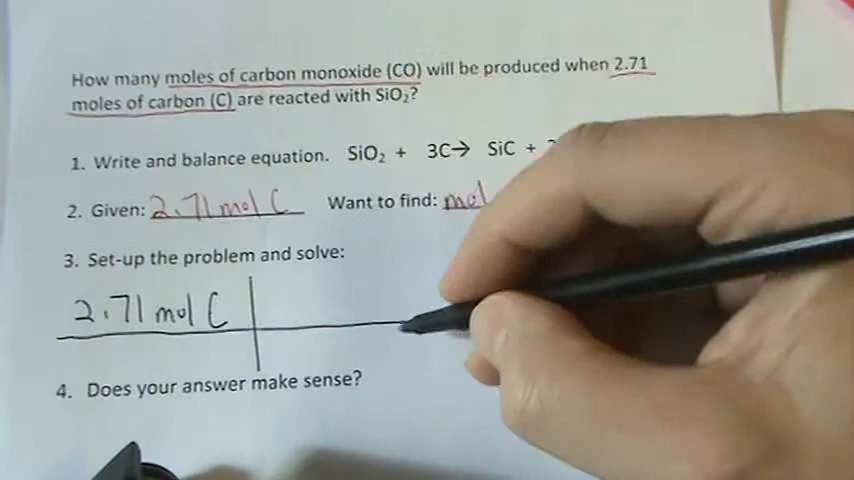 How many moles of carbon monoxide (CO) will be produced when 2.71
moles of carbon (C) are reacted with SiO₂?
1. Write and balance equation. SiO₂ + 3C→ SiC +
2. Given: 2.71 mol C Want to find: mol
3. Set-up the problem and solve:
2.71 mol C
4. Does your answer make sense?